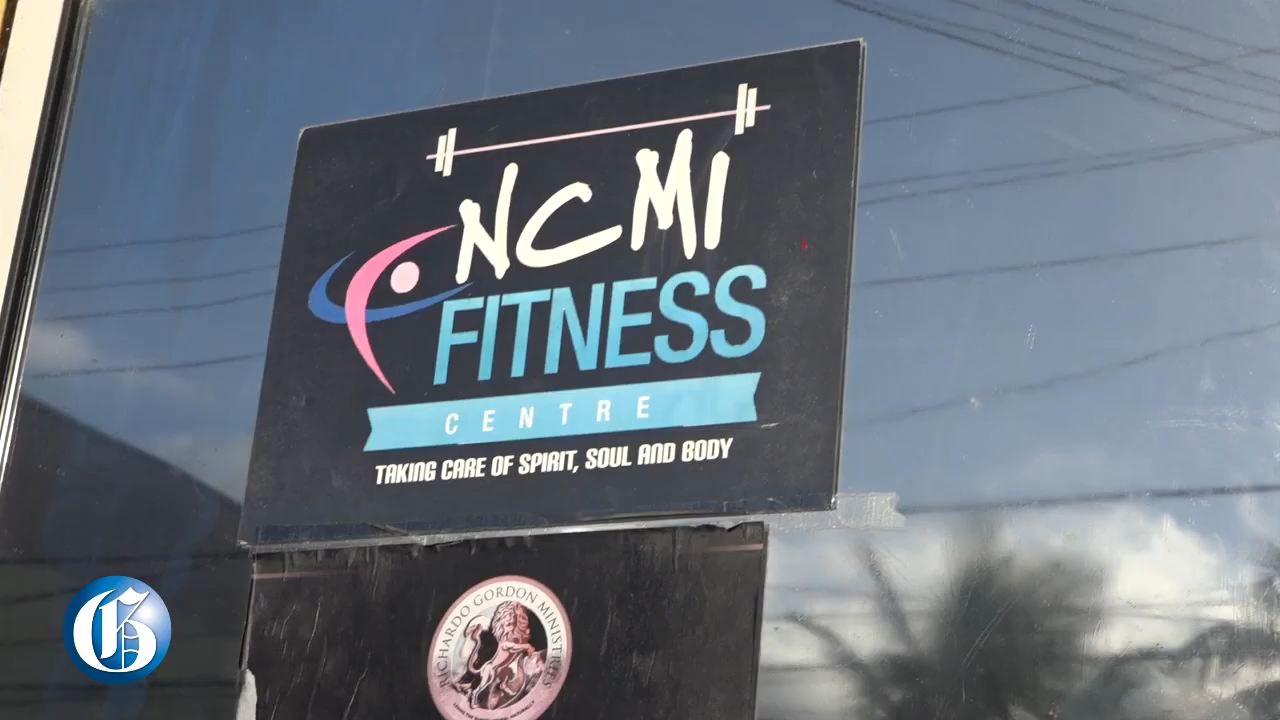 NCMI
FITNESS
CENTRE
TAKING CARE OF SPIRIT, SOUL AND BODY
RICHARDO GORDON MINISTRIES
G